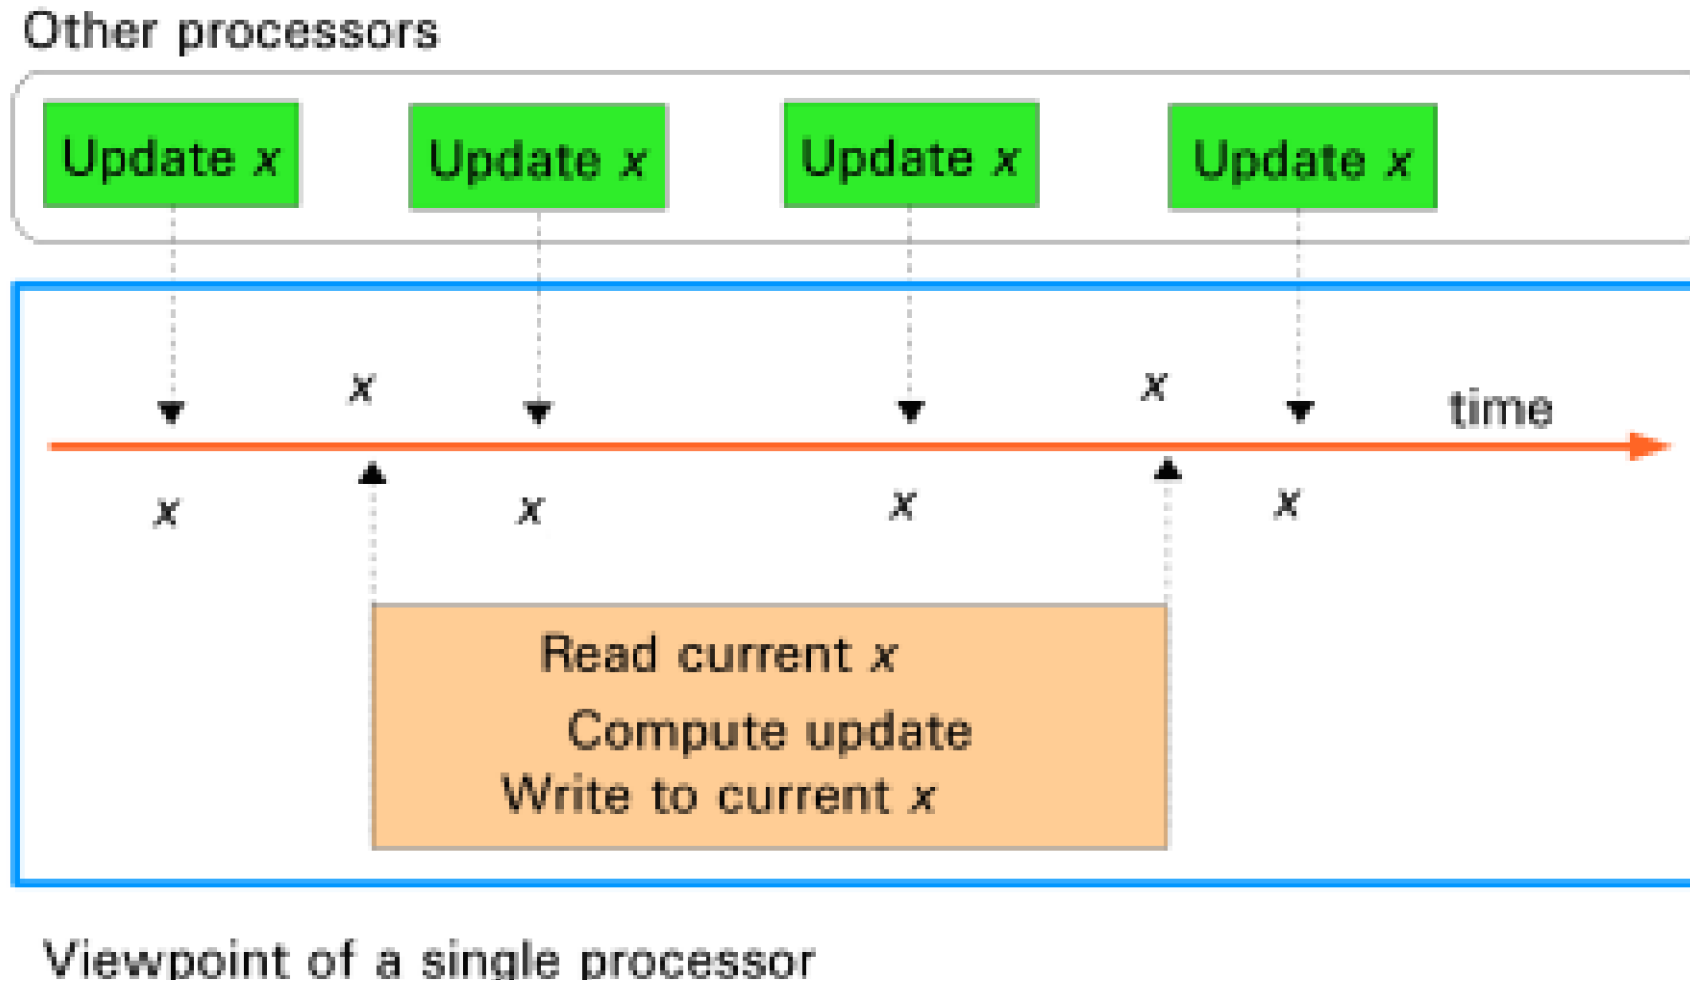 Other processors
Update x Update x Update x Update x
x x time
x x x x
Read current x
Compute update
Write to current x
Viewpoint of a single processor